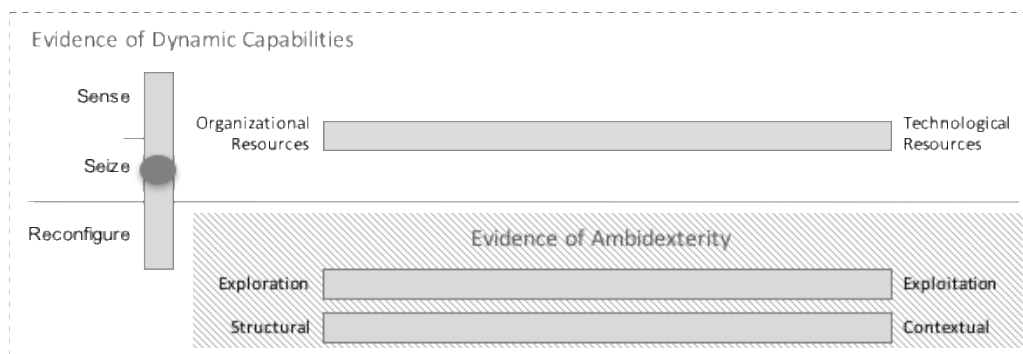 Evidence of Dynamic Capabilities
Sense
Organizational
Resources
Technological
Resources
Seize
Reconfigure
Evidence of Ambidexterity
Exploration
Exploitation
Structural
Contextual